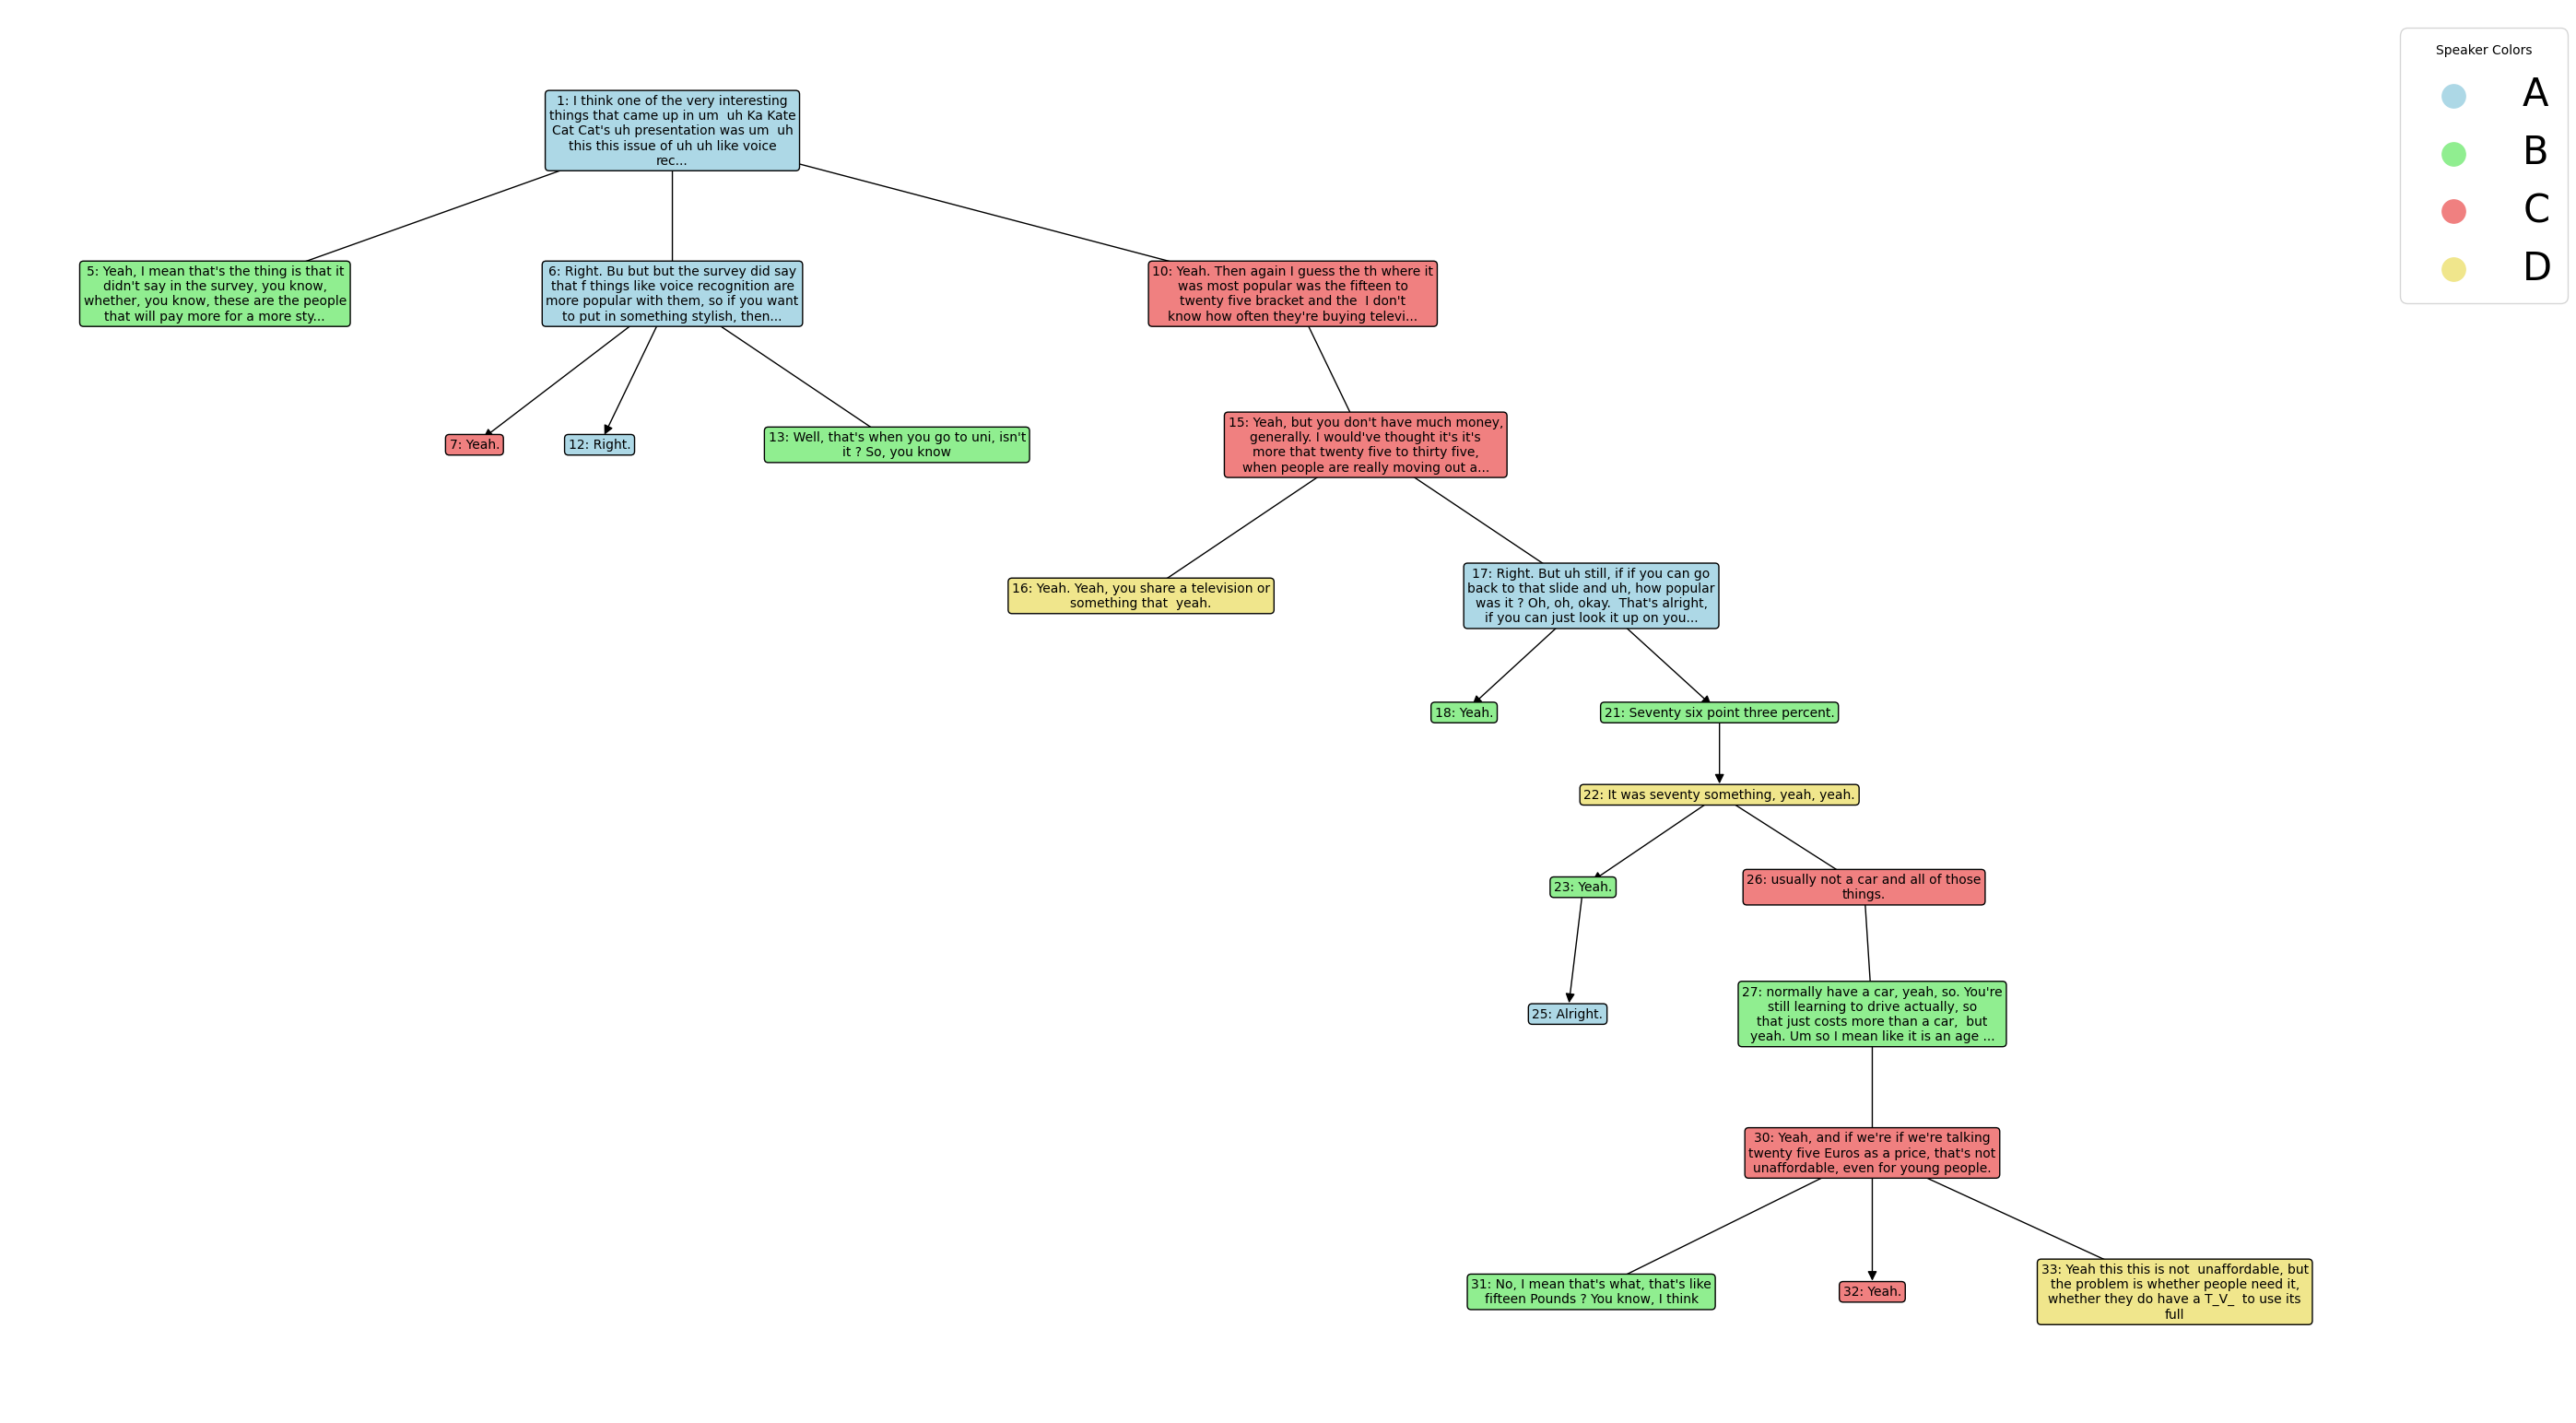 Speaker Colors
A
B
C
D
1: I think one of the very interesting
things that came up in um  uh Ka Kate
Cat Cat's uh presentation was um  uh
this this issue of uh uh like voice
rec...
5: Yeah, I mean that's the thing is that it
didn't say in the survey, you know,
whether, you know, these are the people
that will pay more for a more sty...
6: Right. Bu but but the survey did say
that f things like voice recognition are
more popular with them, so if you want
to put in something stylish, then...
10: Yeah. Then again I guess the th where it
was most popular was the fifteen to
twenty five bracket and the  I don't
know how often they're buying televi...
7: Yeah.
12: Right.
13: Well, that's when you go to uni, isn't
it ? So, you know
15: Yeah, but you don't have much money,
generally. I would've thought it's it's
more that twenty five to thirty five,
when people are really moving out a...
16: Yeah. Yeah, you share a television or
something that  yeah.
17: Right. But uh still, if if you can go
back to that slide and uh, how popular
was it ? Oh, oh, okay.  That's alright,
if you can just look it up on you...
18: Yeah.
21: Seventy six point three percent.
22: It was seventy something, yeah, yeah.
23: Yeah.
26: usually not a car and all of those
things.
25: Alright.
27: normally have a car, yeah, so. You're
still learning to drive actually, so
that just costs more than a car,  but
yeah. Um so I mean like it is an age ...
30: Yeah, and if we're if we're talking
twenty five Euros as a price, that's not
unaffordable, even for young people.
31: No, I mean that's what, that's like
fifteen Pounds ? You know, I think
32: Yeah.
33: Yeah this this is not  unaffordable, but
the problem is whether people need it,
whether they do have a T_V_  to use its
full